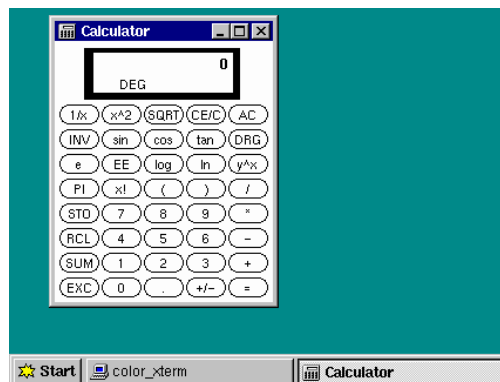 Calculator
0
DEG
1/x x^2 SQRT CE/C AC
INV sin cos tan DRG
e EE log ln y^x
PI x! ( ) /
STO 7 8 9 *
RCL 4 5 6 -
SUM 1 2 3 +
EXC 0 . +/- =
Start color_xterm Calculator